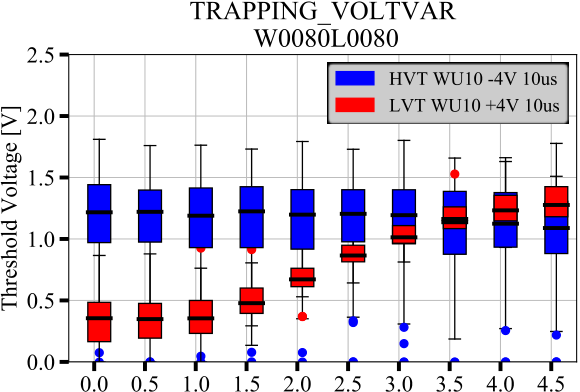 TRAPPING_VOLTVAR
W0080L0080
HVT WU10 -4V 10us
LVT WU10 +4V 10us
Threshold Voltage [V]
2.5
2.0
1.5
1.0
0.5
0.0
0.0 0.5 1.0 1.5 2.0 2.5 3.0 3.5 4.0 4.5